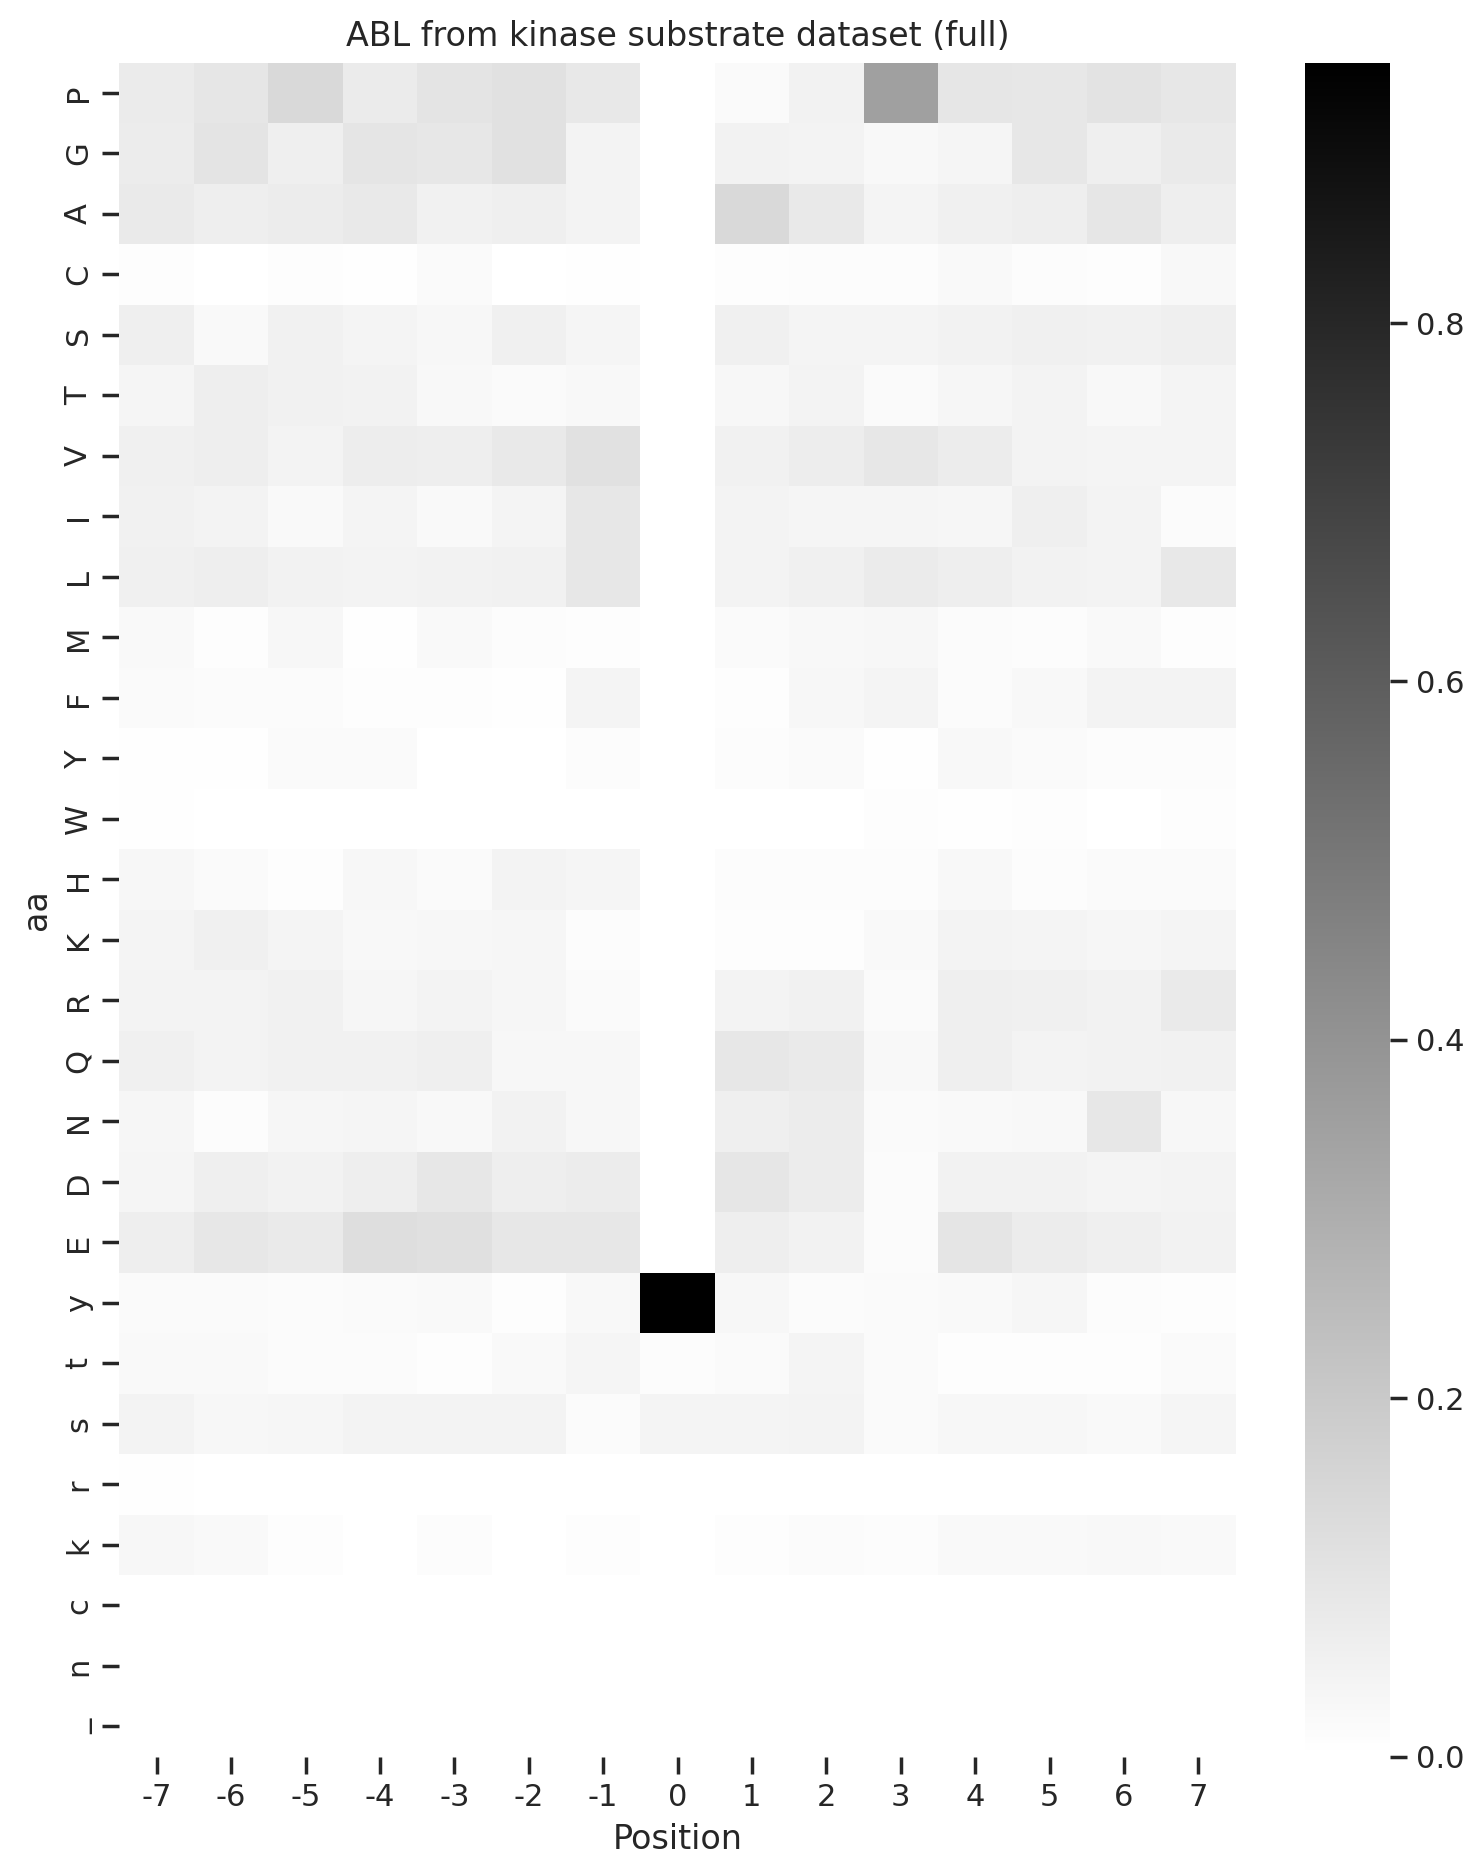 ABL from kinase substrate dataset (full)
P
G
A
C
S
T
V
I
L
M
F
Y
W
H
K
R
Q
N
D
E
y
t
s
r
k
c
n
_
aa
-7 -6 -5 -4 -3 -2 -1 0 1 2 3 4 5 6 7
Position
0.8
0.6
0.4
0.2
0.0